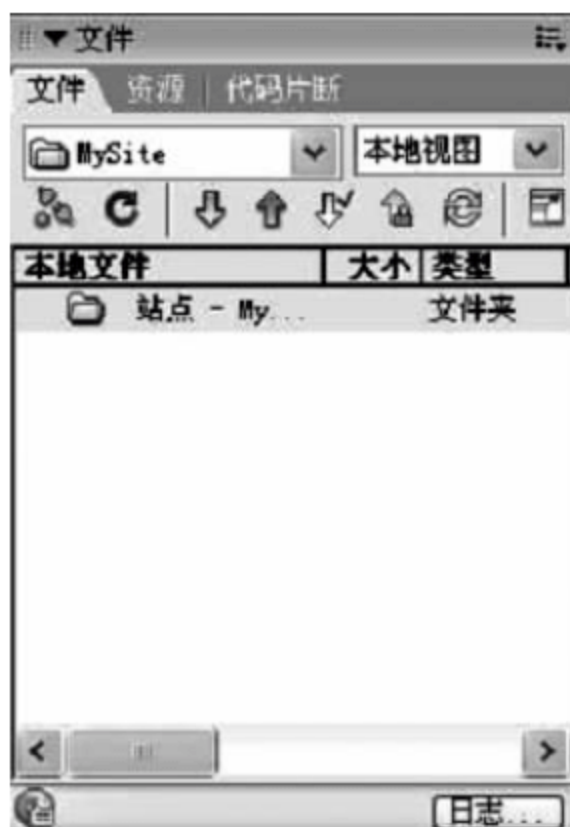 文件
文件 资源 代码片断
MySite 本地视图
本地文件 大小 类型
站点 - My... 文件夹
日志...